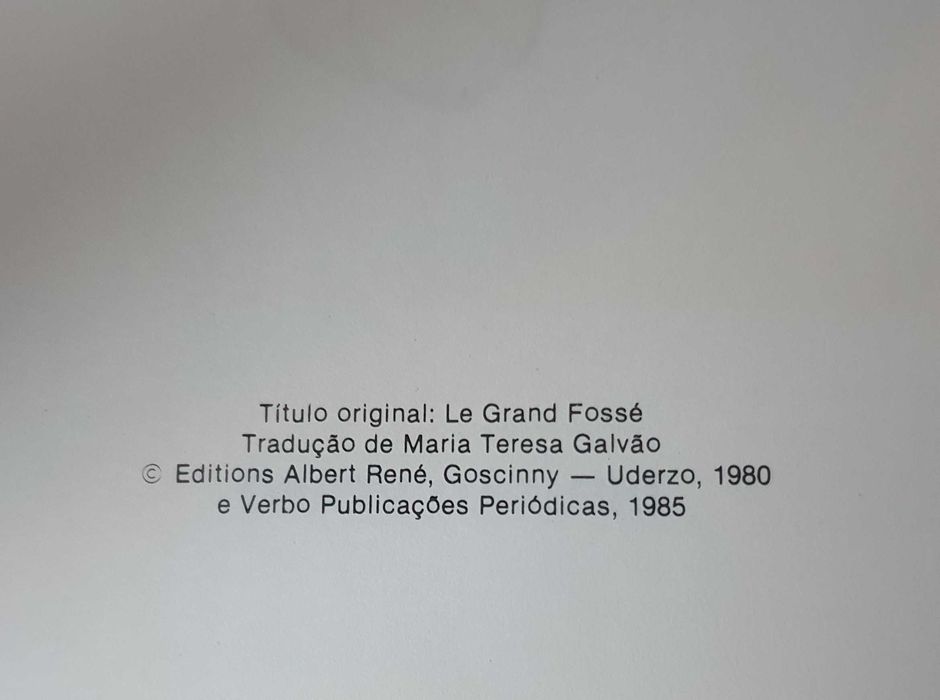 Título original: Le Grand Fossé
Tradução de Maria Teresa Galvão
© Editions Albert René, Goscinny — Uderzo, 1980
e Verbo Publicações Periódicas, 1985